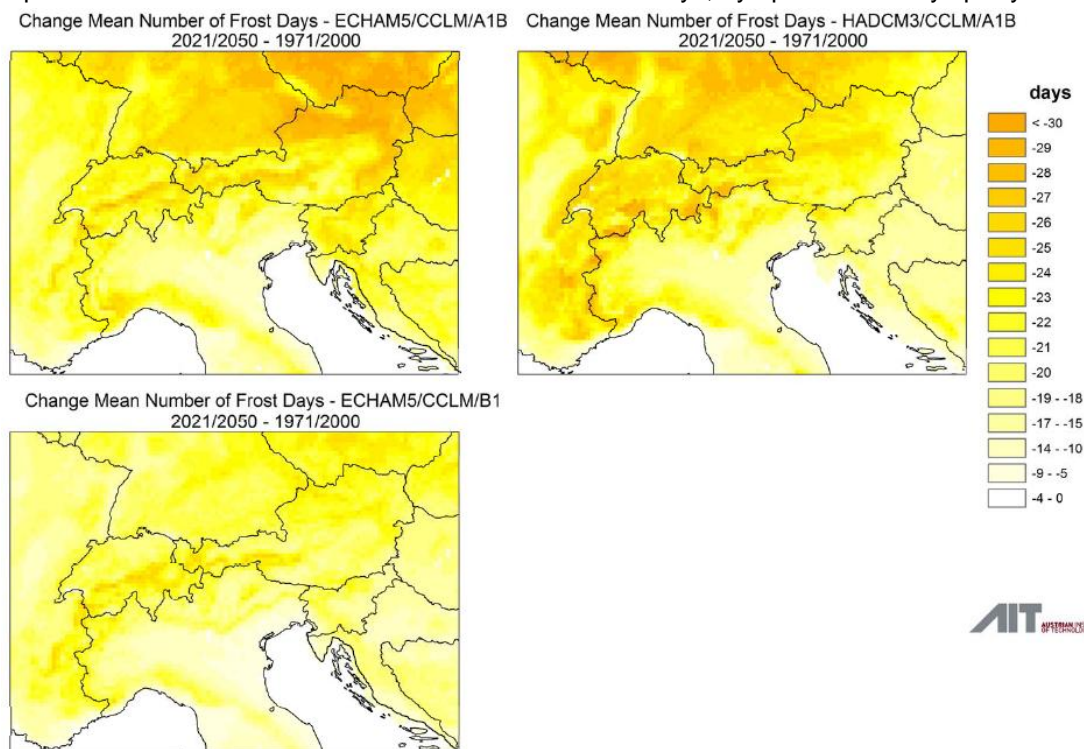 Change Mean Number of Frost Days - ECHAM5/CCLM/A1B
2021/2050 - 1971/2000
Change Mean Number of Frost Days - HADCM3/CCLM/A1B
2021/2050 - 1971/2000
days
< -30
-29
-28
-27
-26
-25
-24
-23
-22
-21
-20
-19 - -18
-17 - -15
-14 - -10
-9 - -5
-4 - 0
Change Mean Number of Frost Days - ECHAM5/CCLM/B1
2021/2050 - 1971/2000
AIT
AUSTRIAN
OF